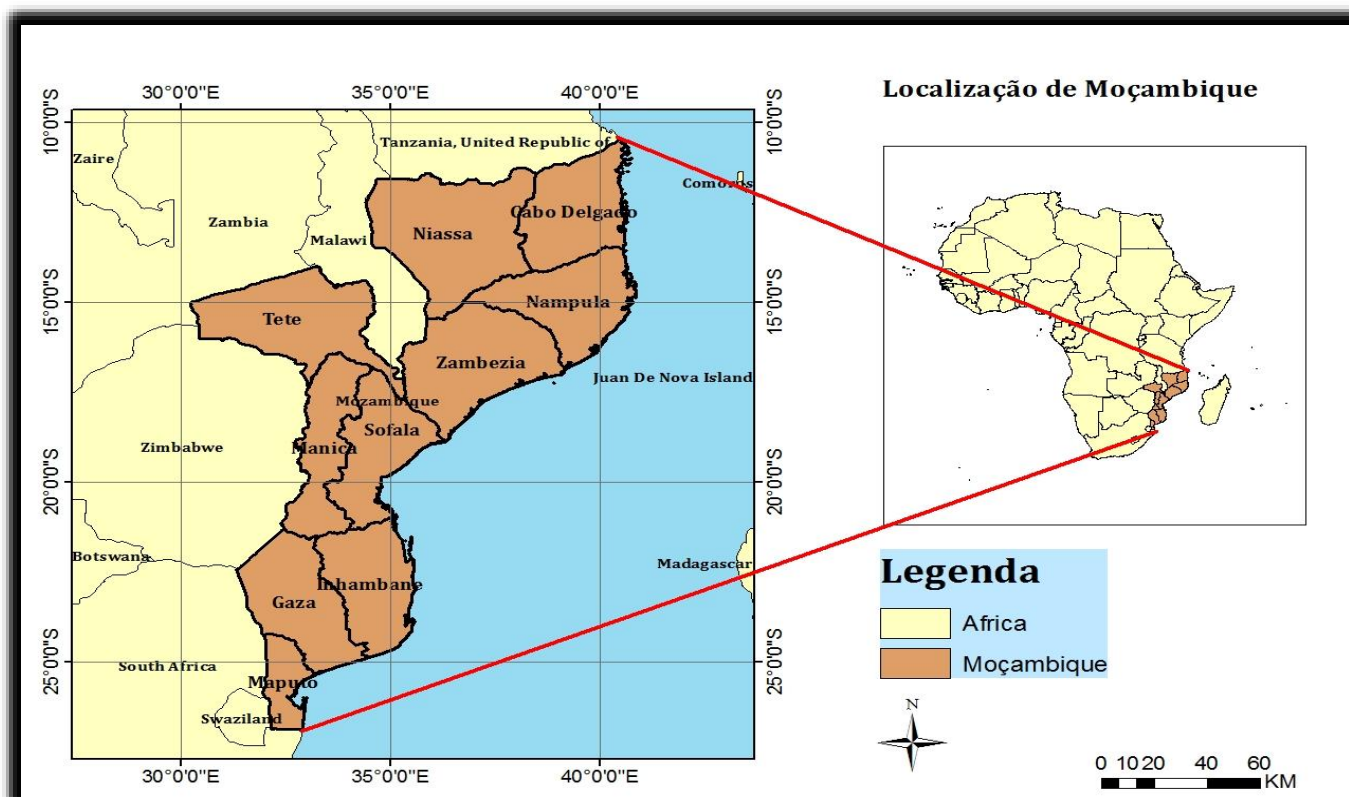 30°0'0"E 35°0'0"E 40°0'0"E
Localização de Moçambique
10°0'0"S 10°0'0"S
Tanzania, United Republic of
Zaire
Comoros
Zambia
Cabo Delgado
Malawi
Niassa
15°0'0"S 15°0'0"S
Nampula
Tete
Zambezia
Juan De Nova Island
Mozambique
Sofala
Zimbabwe
Manica
20°0'0"S 20°0'0"S
Botswana
Madagascar
Inhambane
Gaza
Legenda
Africa
Moçambique
25°0'0"S 25°0'0"S
South Africa
Maputo
Swaziland
N
30°0'0"E 35°0'0"E 40°0'0"E
0 10 20 40 60
KM